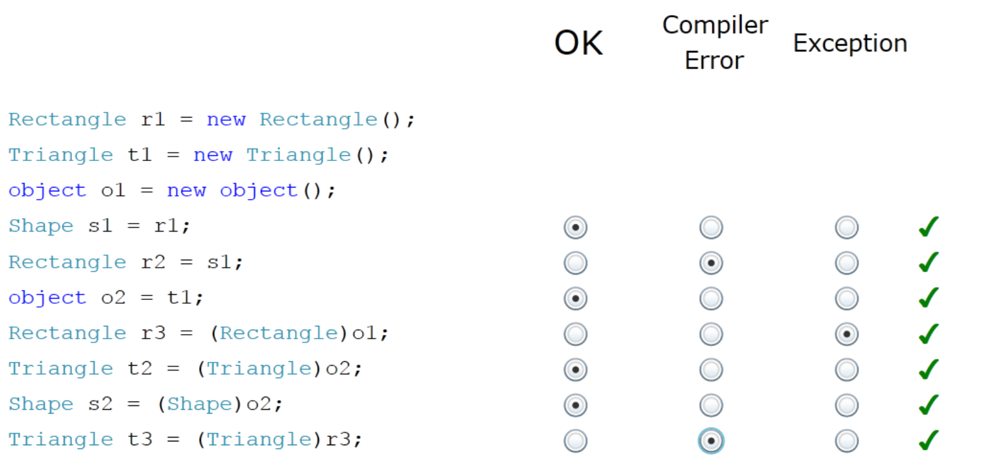 OK Compiler Error Exception
Rectangle r1 = new Rectangle();
Triangle t1 = new Triangle();
object o1 = new object();
Shape s1 = r1;
Rectangle r2 = s1;
object o2 = t1;
Rectangle r3 = (Rectangle)o1;
Triangle t2 = (Triangle)o2;
Shape s2 = (Shape)o2;
Triangle t3 = (Triangle)r3;